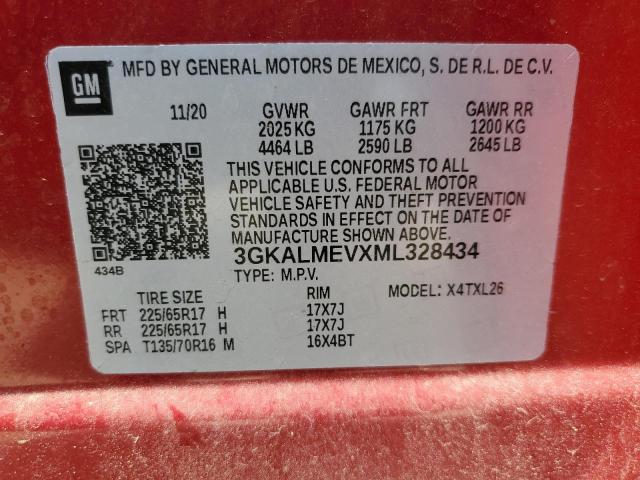 GM
MFD BY GENERAL MOTORS DE MEXICO, S. DE R.L. DE C.V.
11/20 GVWR GAWR FRT GAWR RR
2025 KG 1175 KG 1200 KG
4464 LB 2590 LB 2645 LB
THIS VEHICLE CONFORMS TO ALL
APPLICABLE U.S. FEDERAL MOTOR
VEHICLE SAFETY AND THEFT PREVENTION
STANDARDS IN EFFECT ON THE DATE OF
MANUFACTURE SHOWN ABOVE.
434B 3GKALMEVXML328434
TYPE: M.P.V.
TIRE SIZE RIM MODEL: X4TXL26
FRT 225/65R17 H 17X7J
RR 225/65R17 H 17X7J
SPA T135/70R16 M 16X4BT